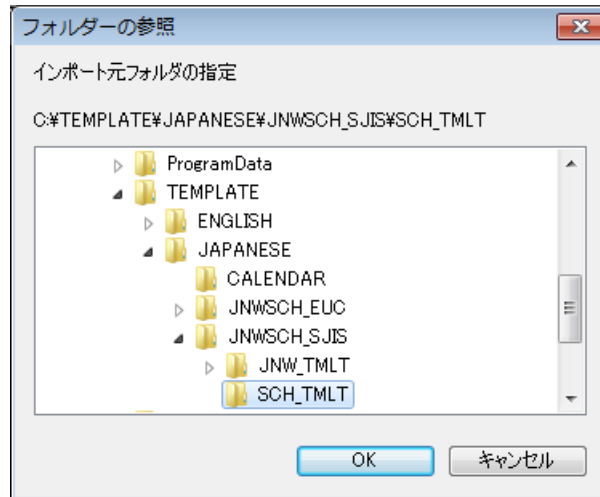 フォルダーの参照
インポート元フォルダの指定
C:¥TEMPLATE¥JAPANESE¥JNWSCH_SJIS¥SCH_TMLT
ProgramData
TEMPLATE
ENGLISH
JAPANESE
CALENDAR
JNWSCH_EUC
JNWSCH_SJIS
JNW_TMLT
SCH_TMLT
OK
キャンセル